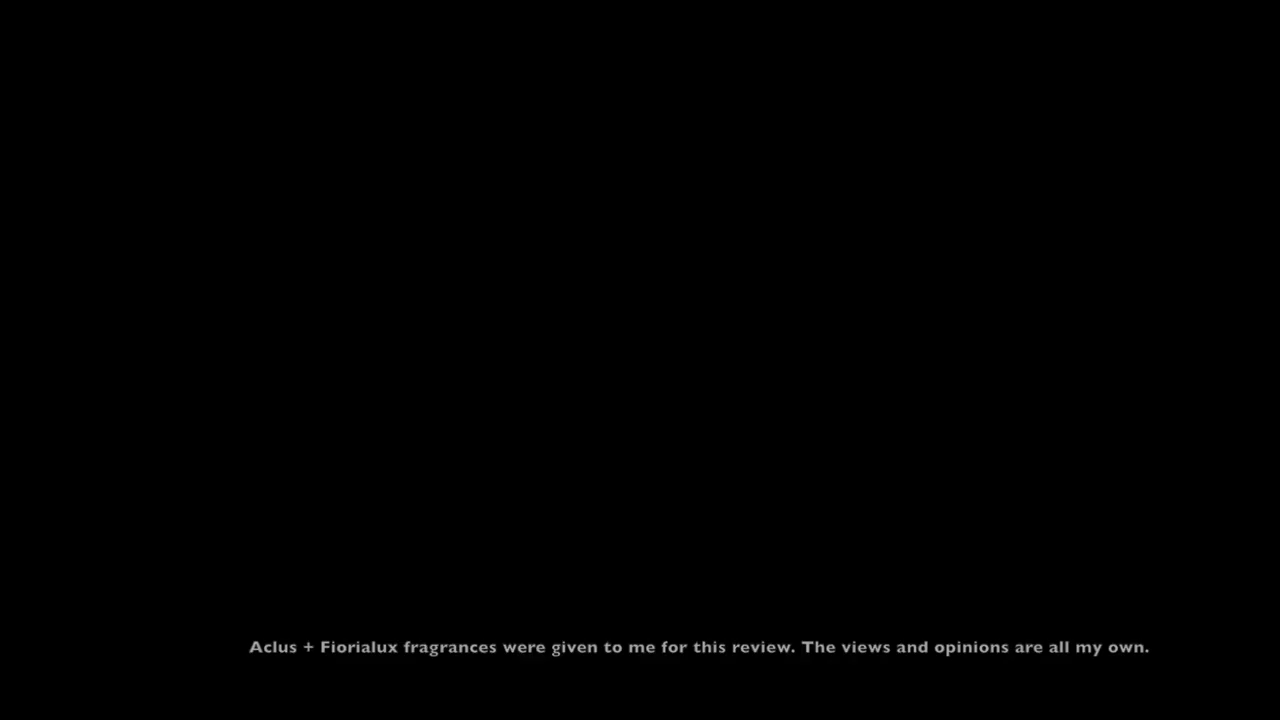 Aclus + Fiorialux fragrances were given to me for this review. The views and opinions are all my own.